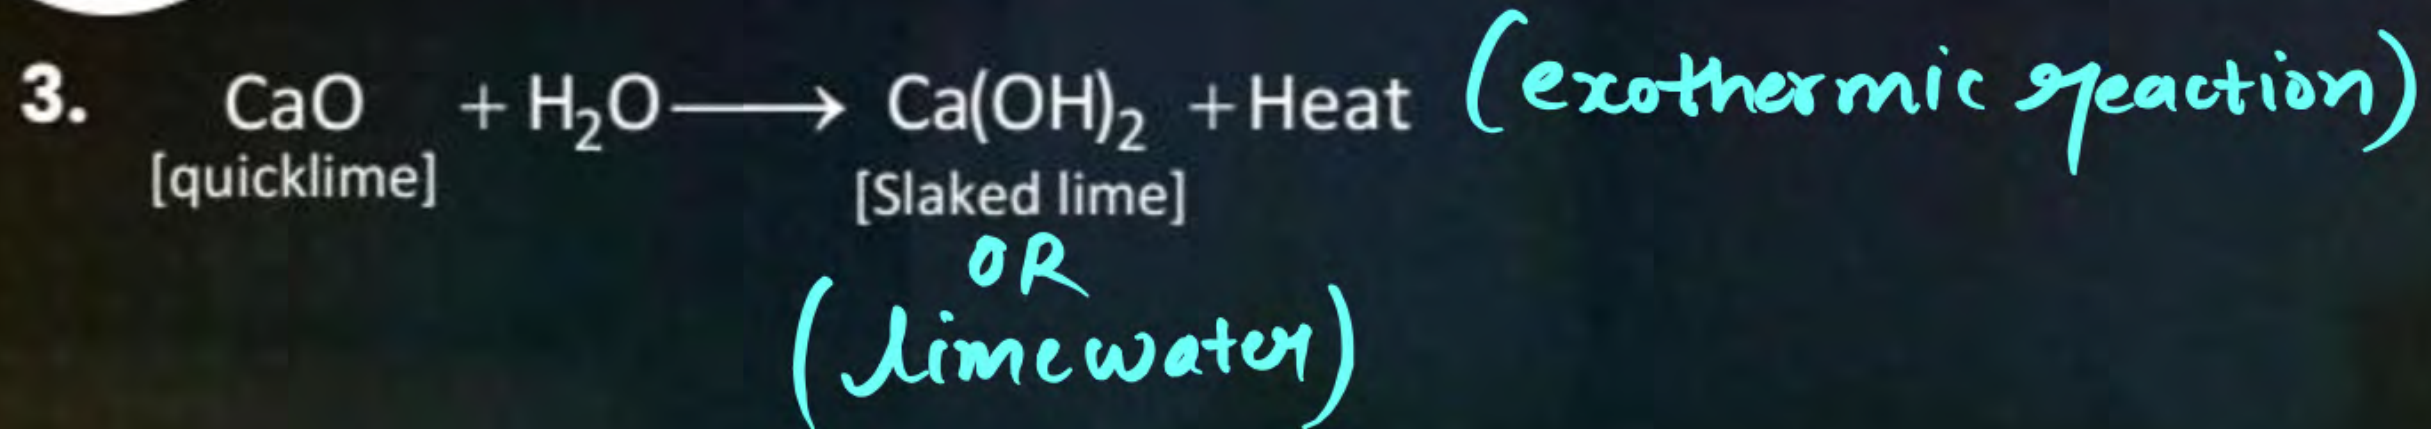 3. CaO + H₂O ⟶ Ca(OH)₂ + Heat (exothermic reaction)
[quicklime] [Slaked lime]
OR
(limewater)